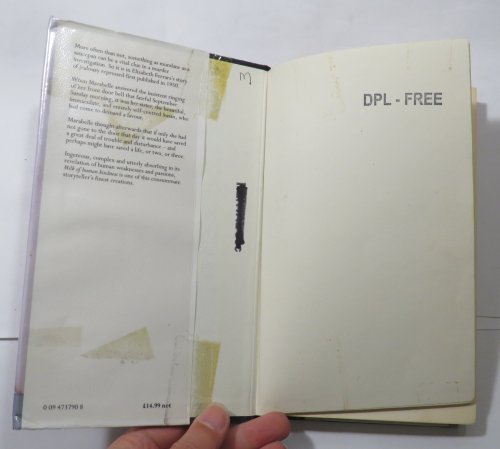 More often than not, something as mundane as a
saucepan can be a vital clue in a murder
investigation. So it is in Elizabeth Ferrars's story
of jealousy repressed first published in 1950.
When Marabelle answered the insistent ringing
of her front door bell that fateful September
Sunday morning, it was her sister, the beautiful,
immaculate, and entirely self-centred Susan, who
had come to demand a favour.
Marabelle thought afterwards that if only she had
not gone to the door that day it would have saved
a great deal of trouble and disturbance – and
perhaps might have saved a life, or two, or three.
Ingenious, complex and utterly absorbing in its
revelation of human weaknesses and passions,
Milk of human kindness is one of this consummate
storyteller's finest creations.
0 09 471790 8 £14.99 net
3
DPL - FREE